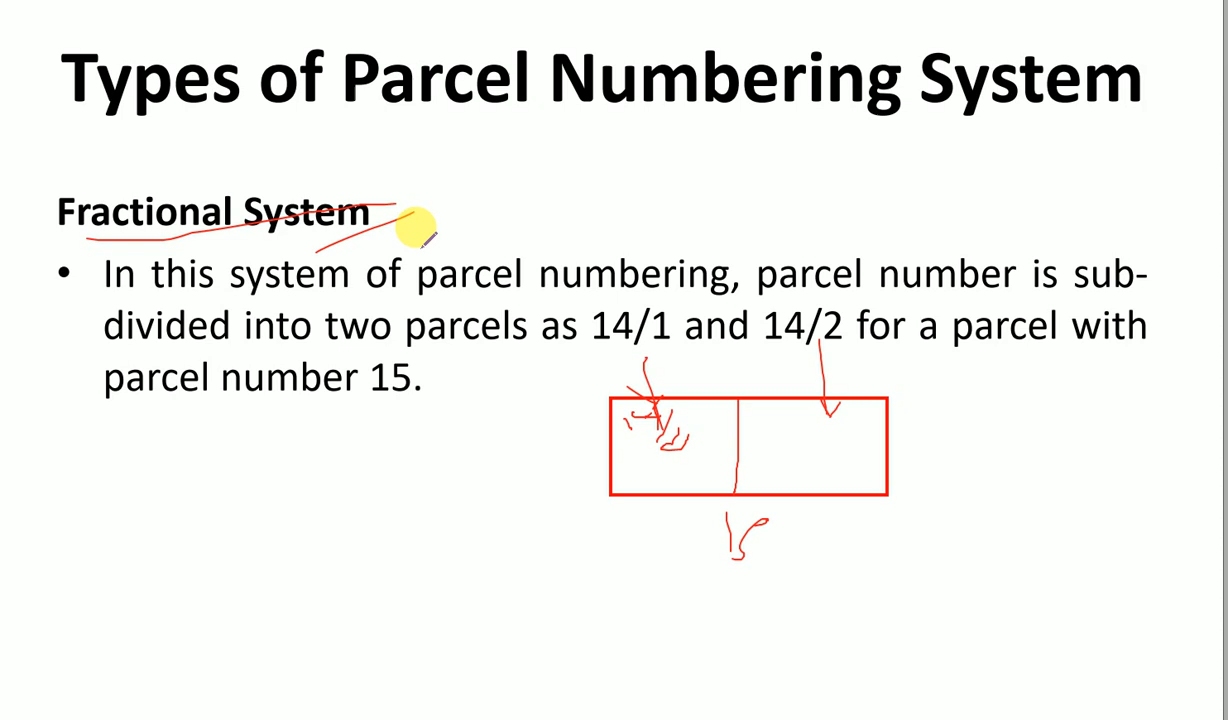 Types of Parcel Numbering System
Fractional System
• In this system of parcel numbering, parcel number is sub-
divided into two parcels as 14/1 and 14/2 for a parcel with
parcel number 15.